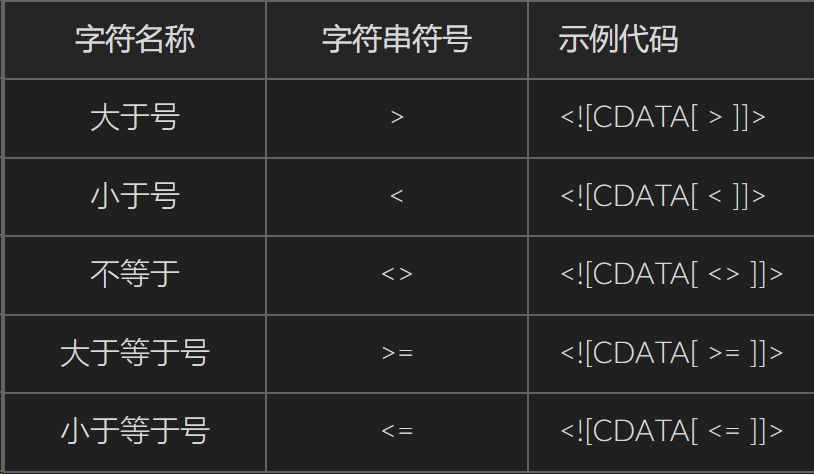 字符名称 字符串符号 示例代码
大于号 > <![CDATA[ > ]]>
小于号 < <![CDATA[ < ]]>
不等于 <> <![CDATA[ <> ]]>
大于等于号 >= <![CDATA[ >= ]]>
小于等于号 <= <![CDATA[ <= ]]>